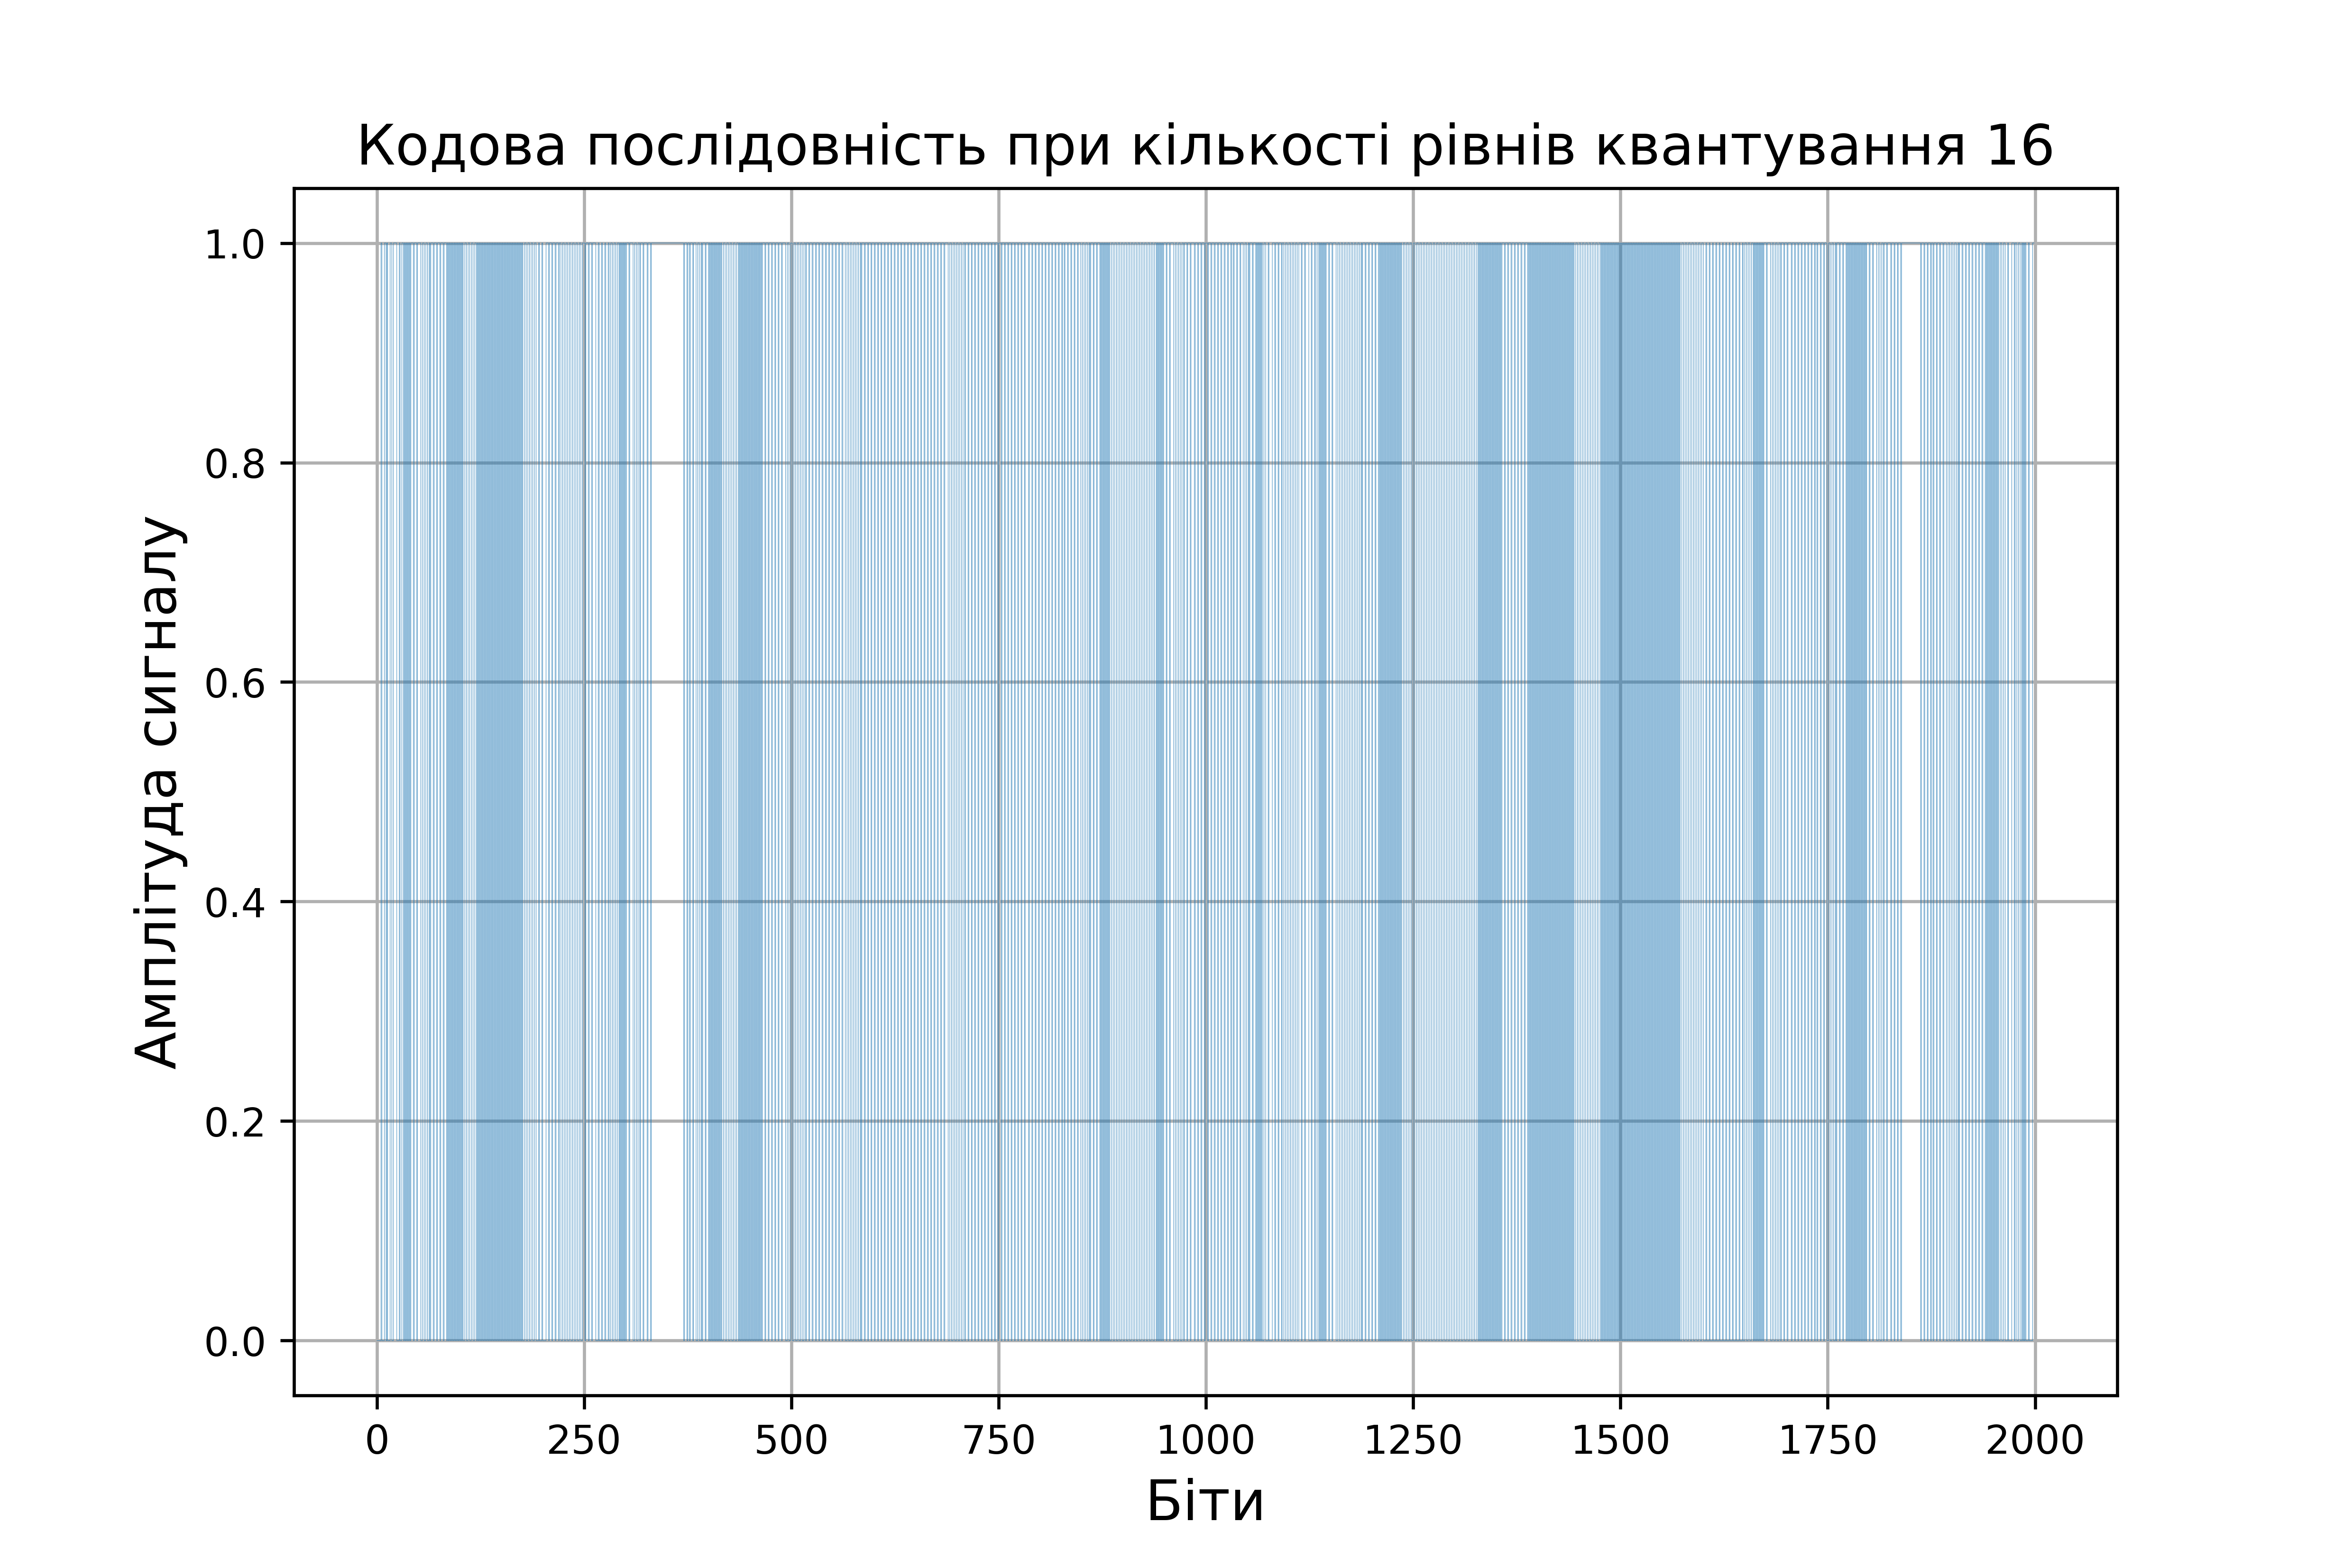 Кодова послідовність при кількості рівнів квантування 16
Амплітуда сигналу
1.0
0.8
0.6
0.4
0.2
0.0
0 250 500 750 1000 1250 1500 1750 2000
Біти